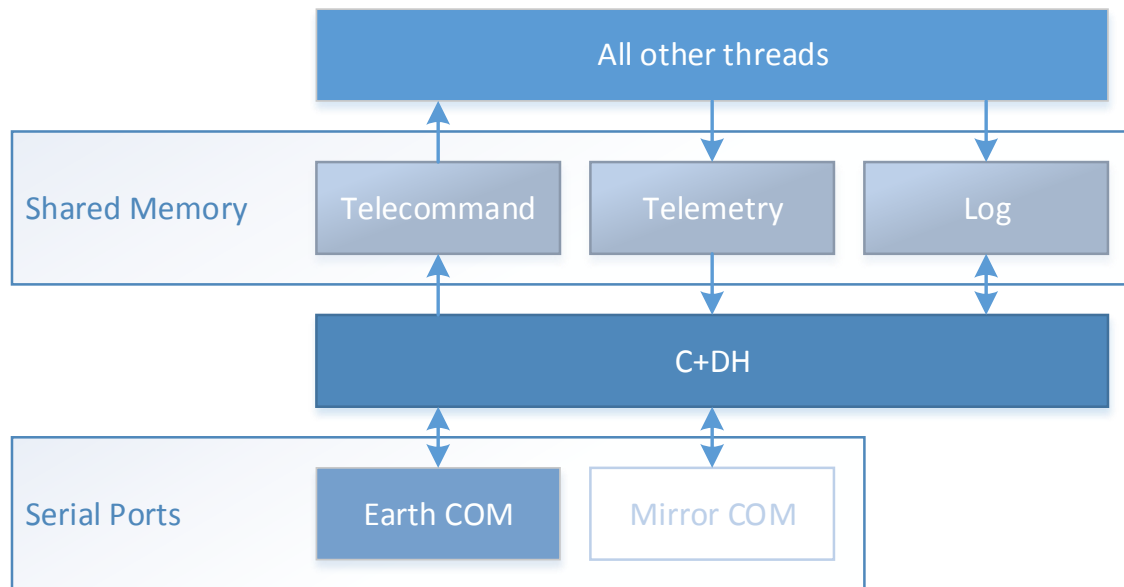 All other threads
Shared Memory
Telecommand
Telemetry
Log
C+DH
Serial Ports
Earth COM
Mirror COM